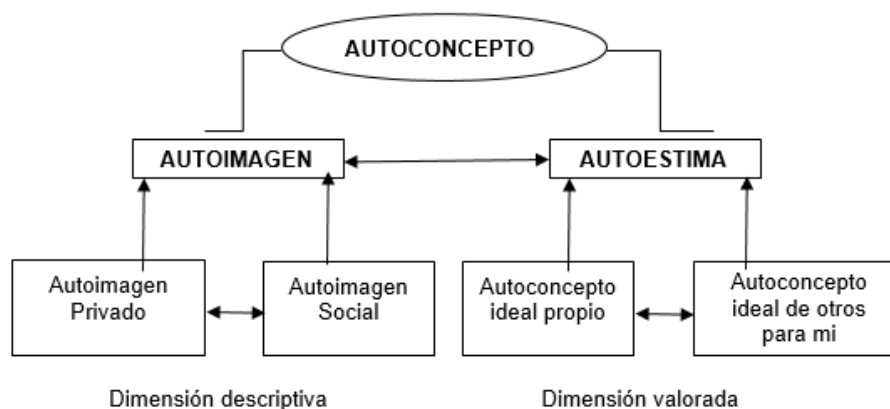 AUTOCONCEPTO
AUTOIMAGEN
AUTOESTIMA
Autoimagen
Privado
Autoimagen
Social
Autoconcepto
ideal propio
Autoconcepto
ideal de otros
para mi
Dimensión descriptiva
Dimensión valorada